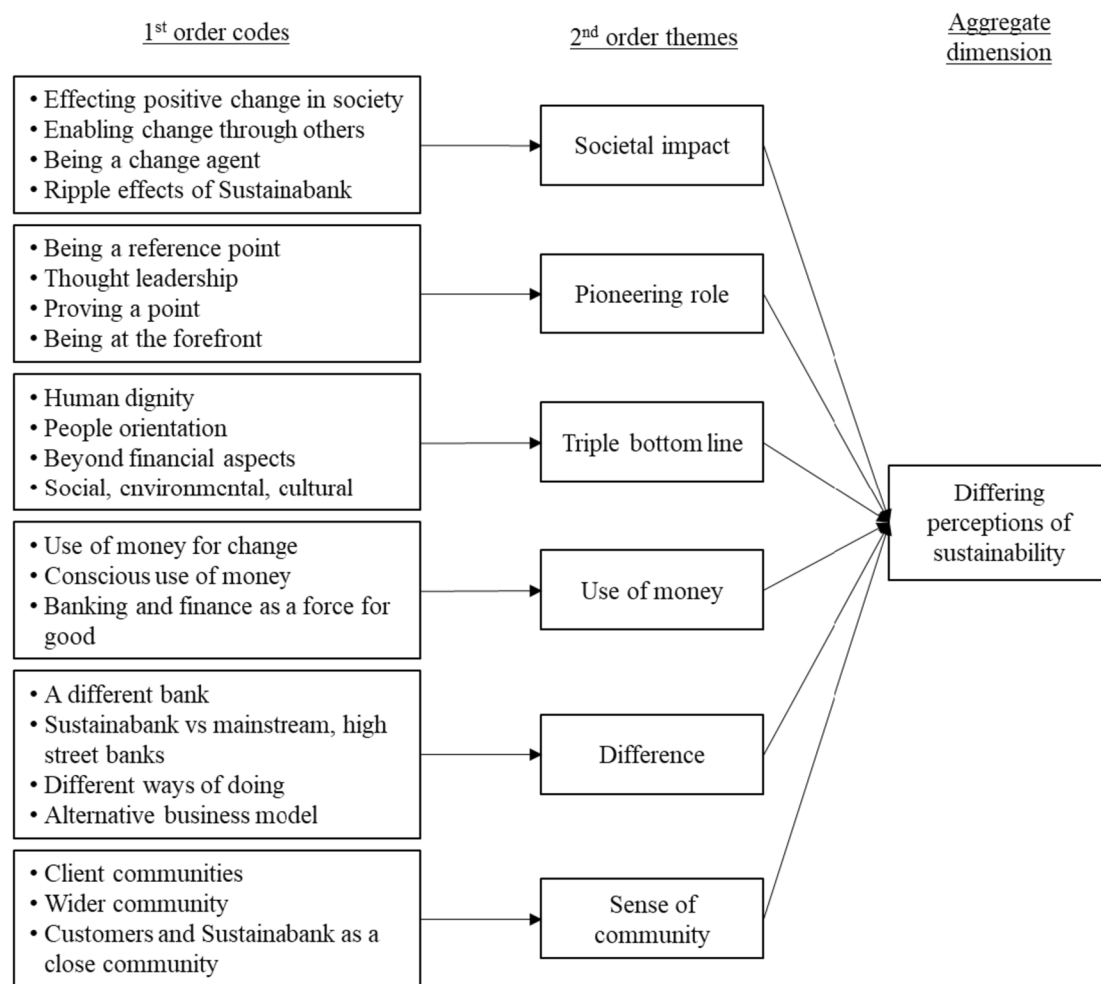 1st order codes
2nd order themes
Aggregate
dimension
• Effecting positive change in society
• Enabling change through others
• Being a change agent
• Ripple effects of Sustainabank
Societal impact
• Being a reference point
• Thought leadership
• Proving a point
• Being at the forefront
Pioneering role
• Human dignity
• People orientation
• Beyond financial aspects
• Social, environmental, cultural
Triple bottom line
• Use of money for change
• Conscious use of money
• Banking and finance as a force for
good
Use of money
• A different bank
• Sustainabank vs mainstream, high
street banks
• Different ways of doing
• Alternative business model
Difference
• Client communities
• Wider community
• Customers and Sustainabank as a
close community
Sense of
community
Differing
perceptions of
sustainability